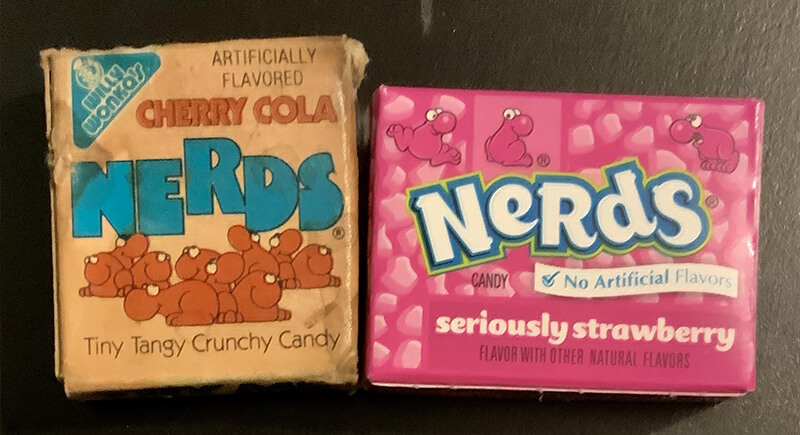 WILLY
WONKA'S
ARTIFICIALLY
FLAVORED
CHERRY COLA
NERDS®
Tiny Tangy Crunchy Candy
®
NeRdS®
CANDY
✓ No Artificial Flavors
seriously strawberry
FLAVOR WITH OTHER NATURAL FLAVORS